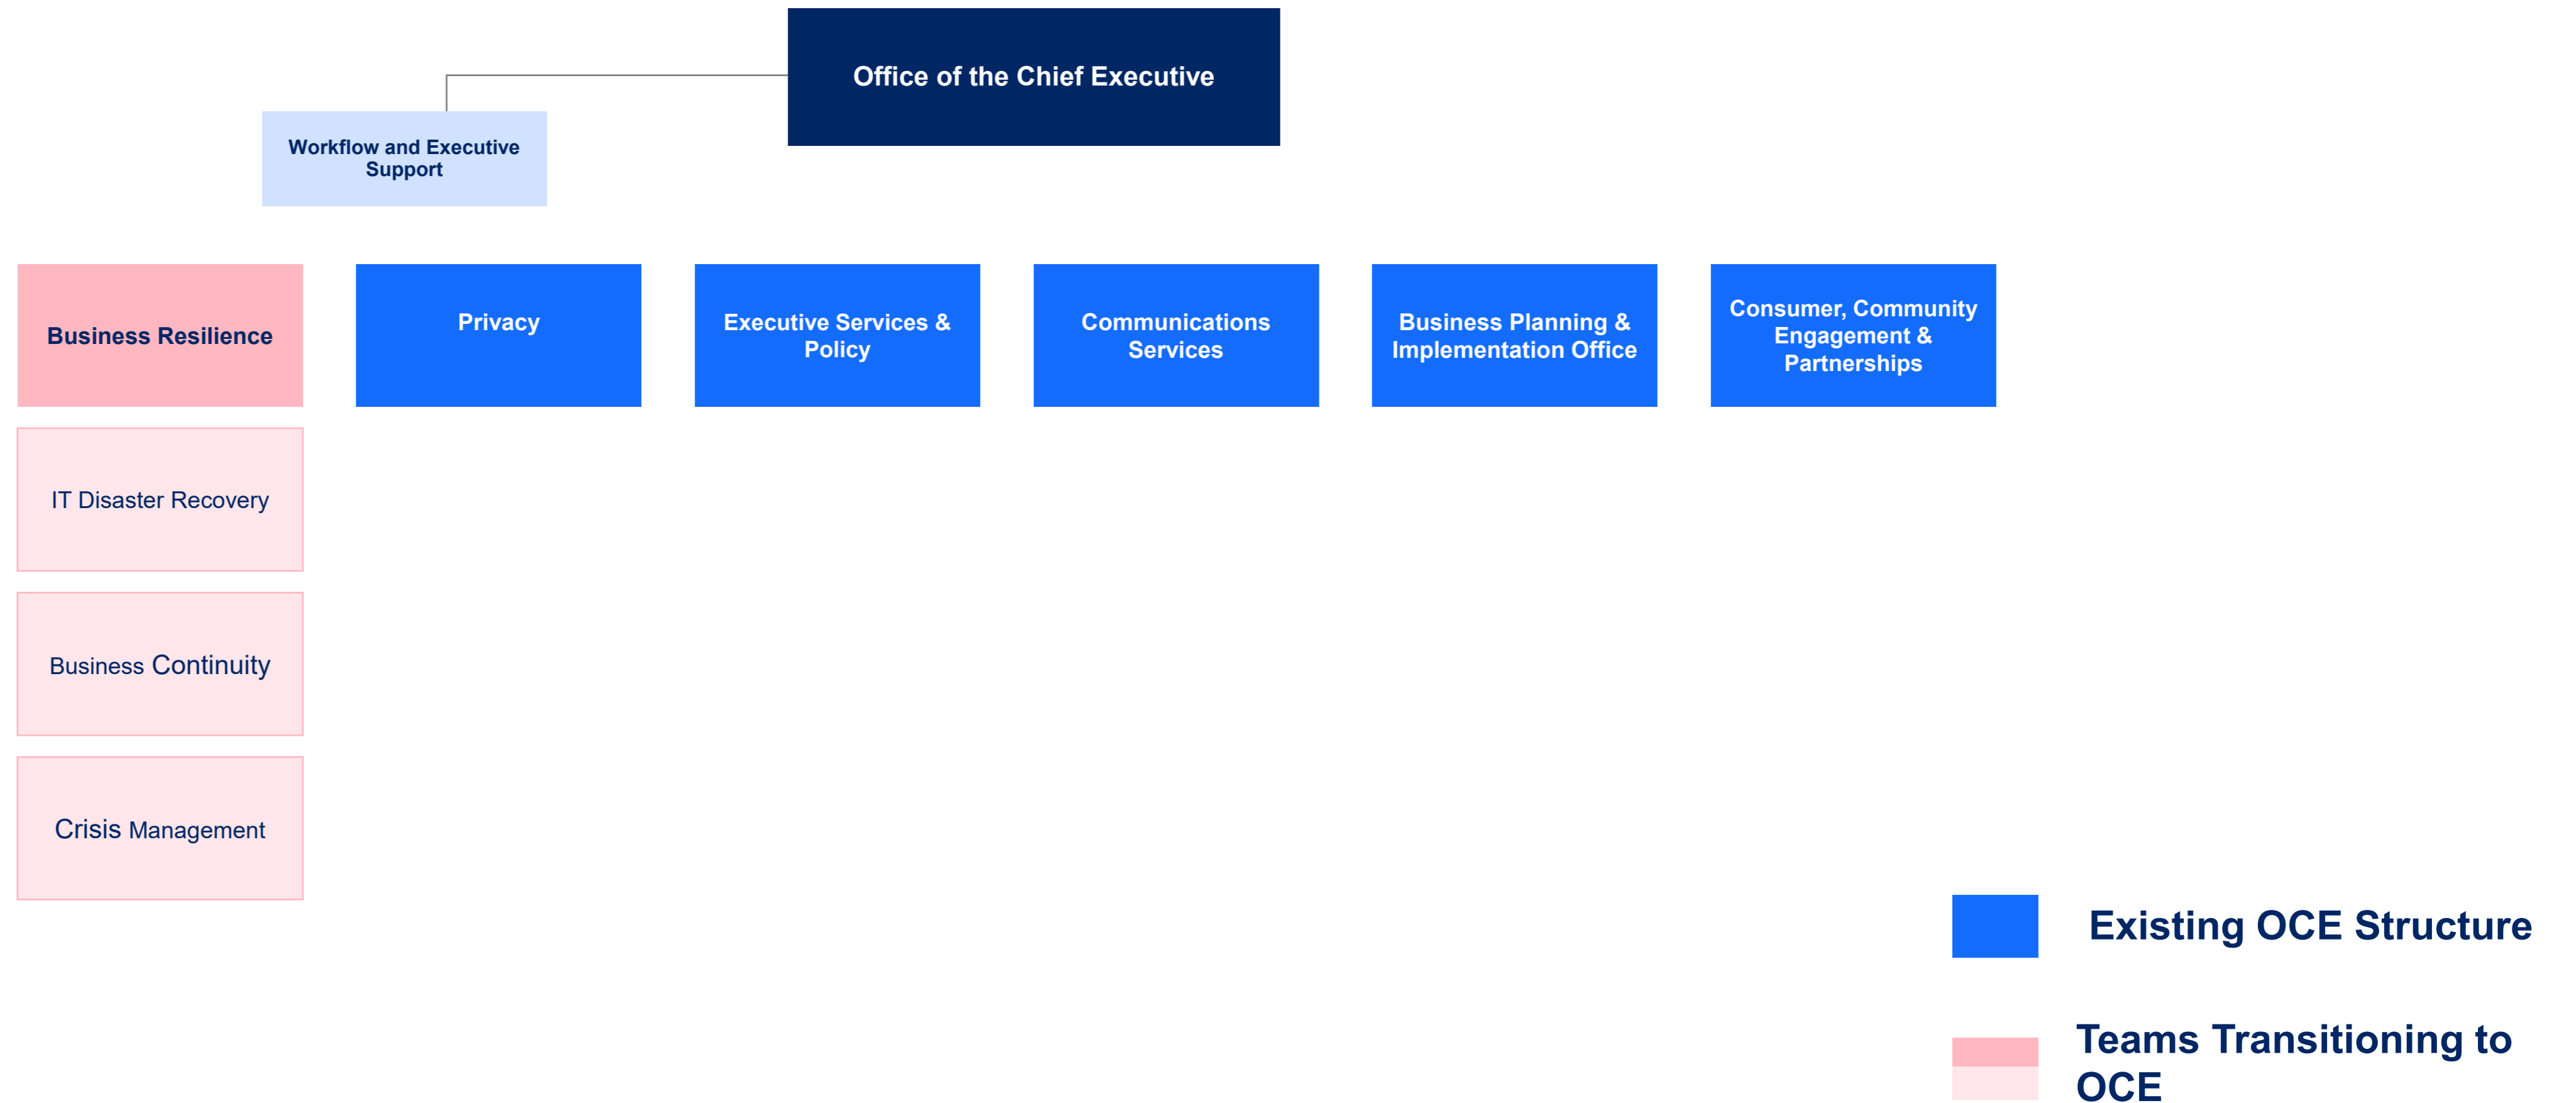 Office of the Chief Executive
Workflow and Executive
Support
Business Resilience
Privacy
Executive Services &
Policy
Communications
Services
Business Planning &
Implementation Office
Consumer, Community
Engagement &
Partnerships
IT Disaster Recovery
Business Continuity
Crisis Management
Existing OCE Structure
Teams Transitioning to
OCE